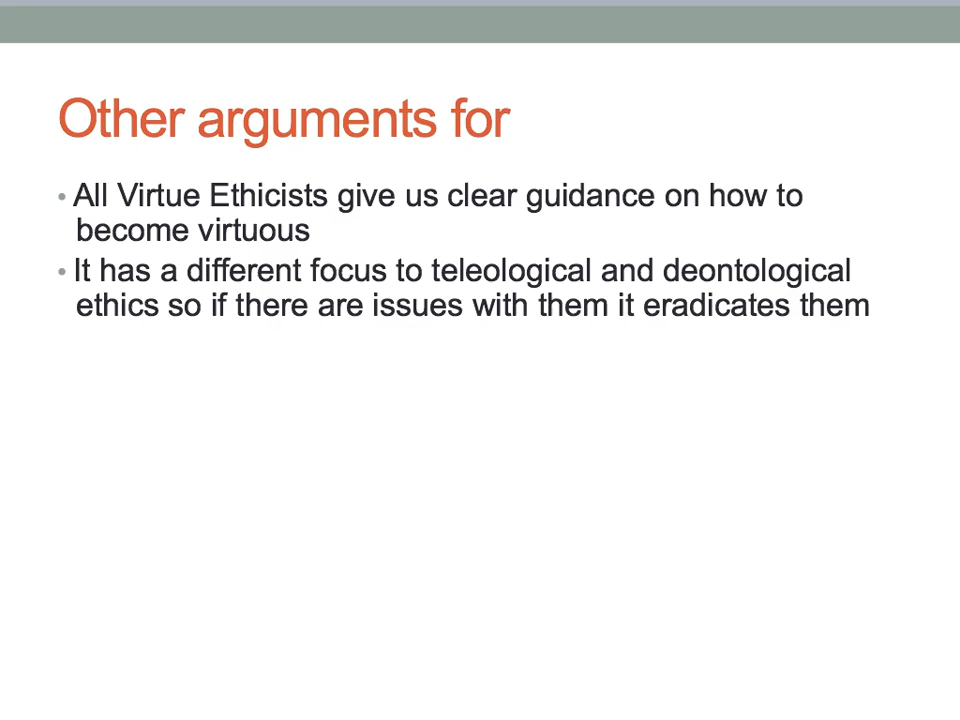 Other arguments for
• All Virtue Ethicists give us clear guidance on how to
become virtuous
• It has a different focus to teleological and deontological
ethics so if there are issues with them it eradicates them